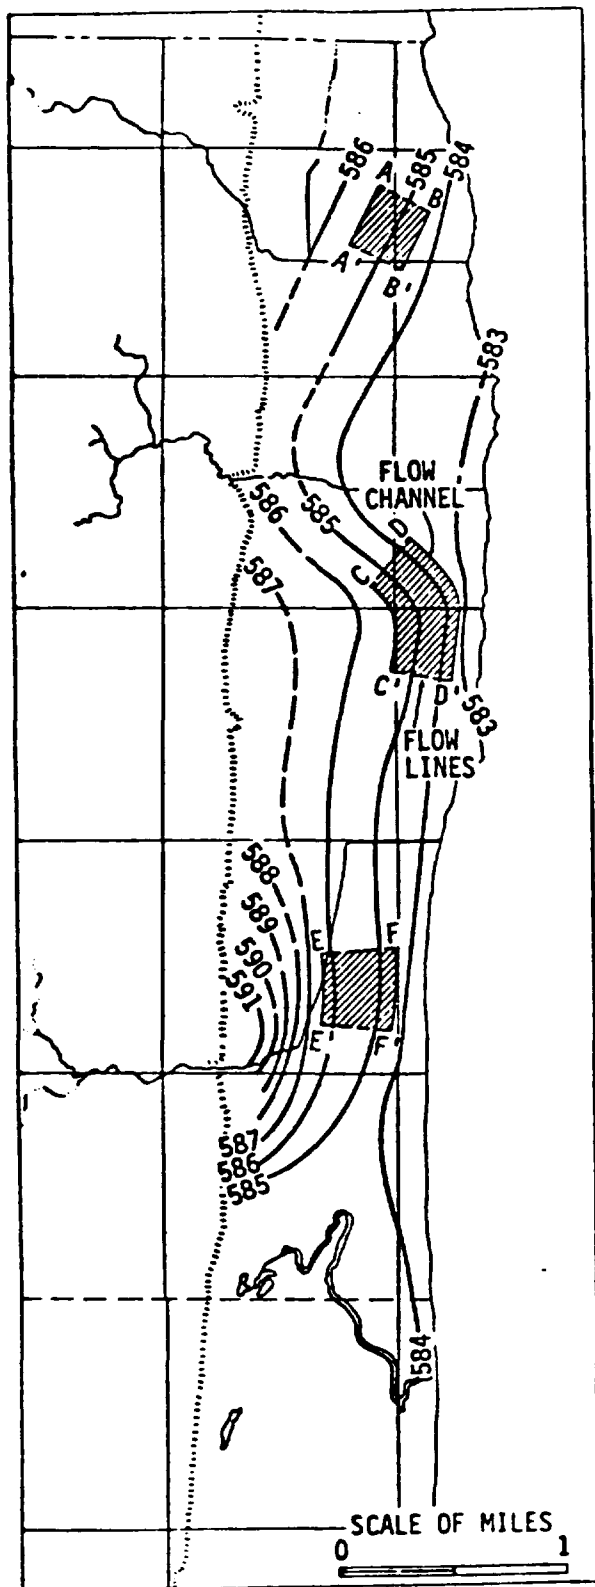 586
585
584
A
B
A'
B'
583
FLOW
CHANNEL
586
585
D
587
C
C'
D'
583
FLOW
LINES
588
589
590
591
E
F
E'
F'
587
586
585
584
SCALE OF MILES
0 1